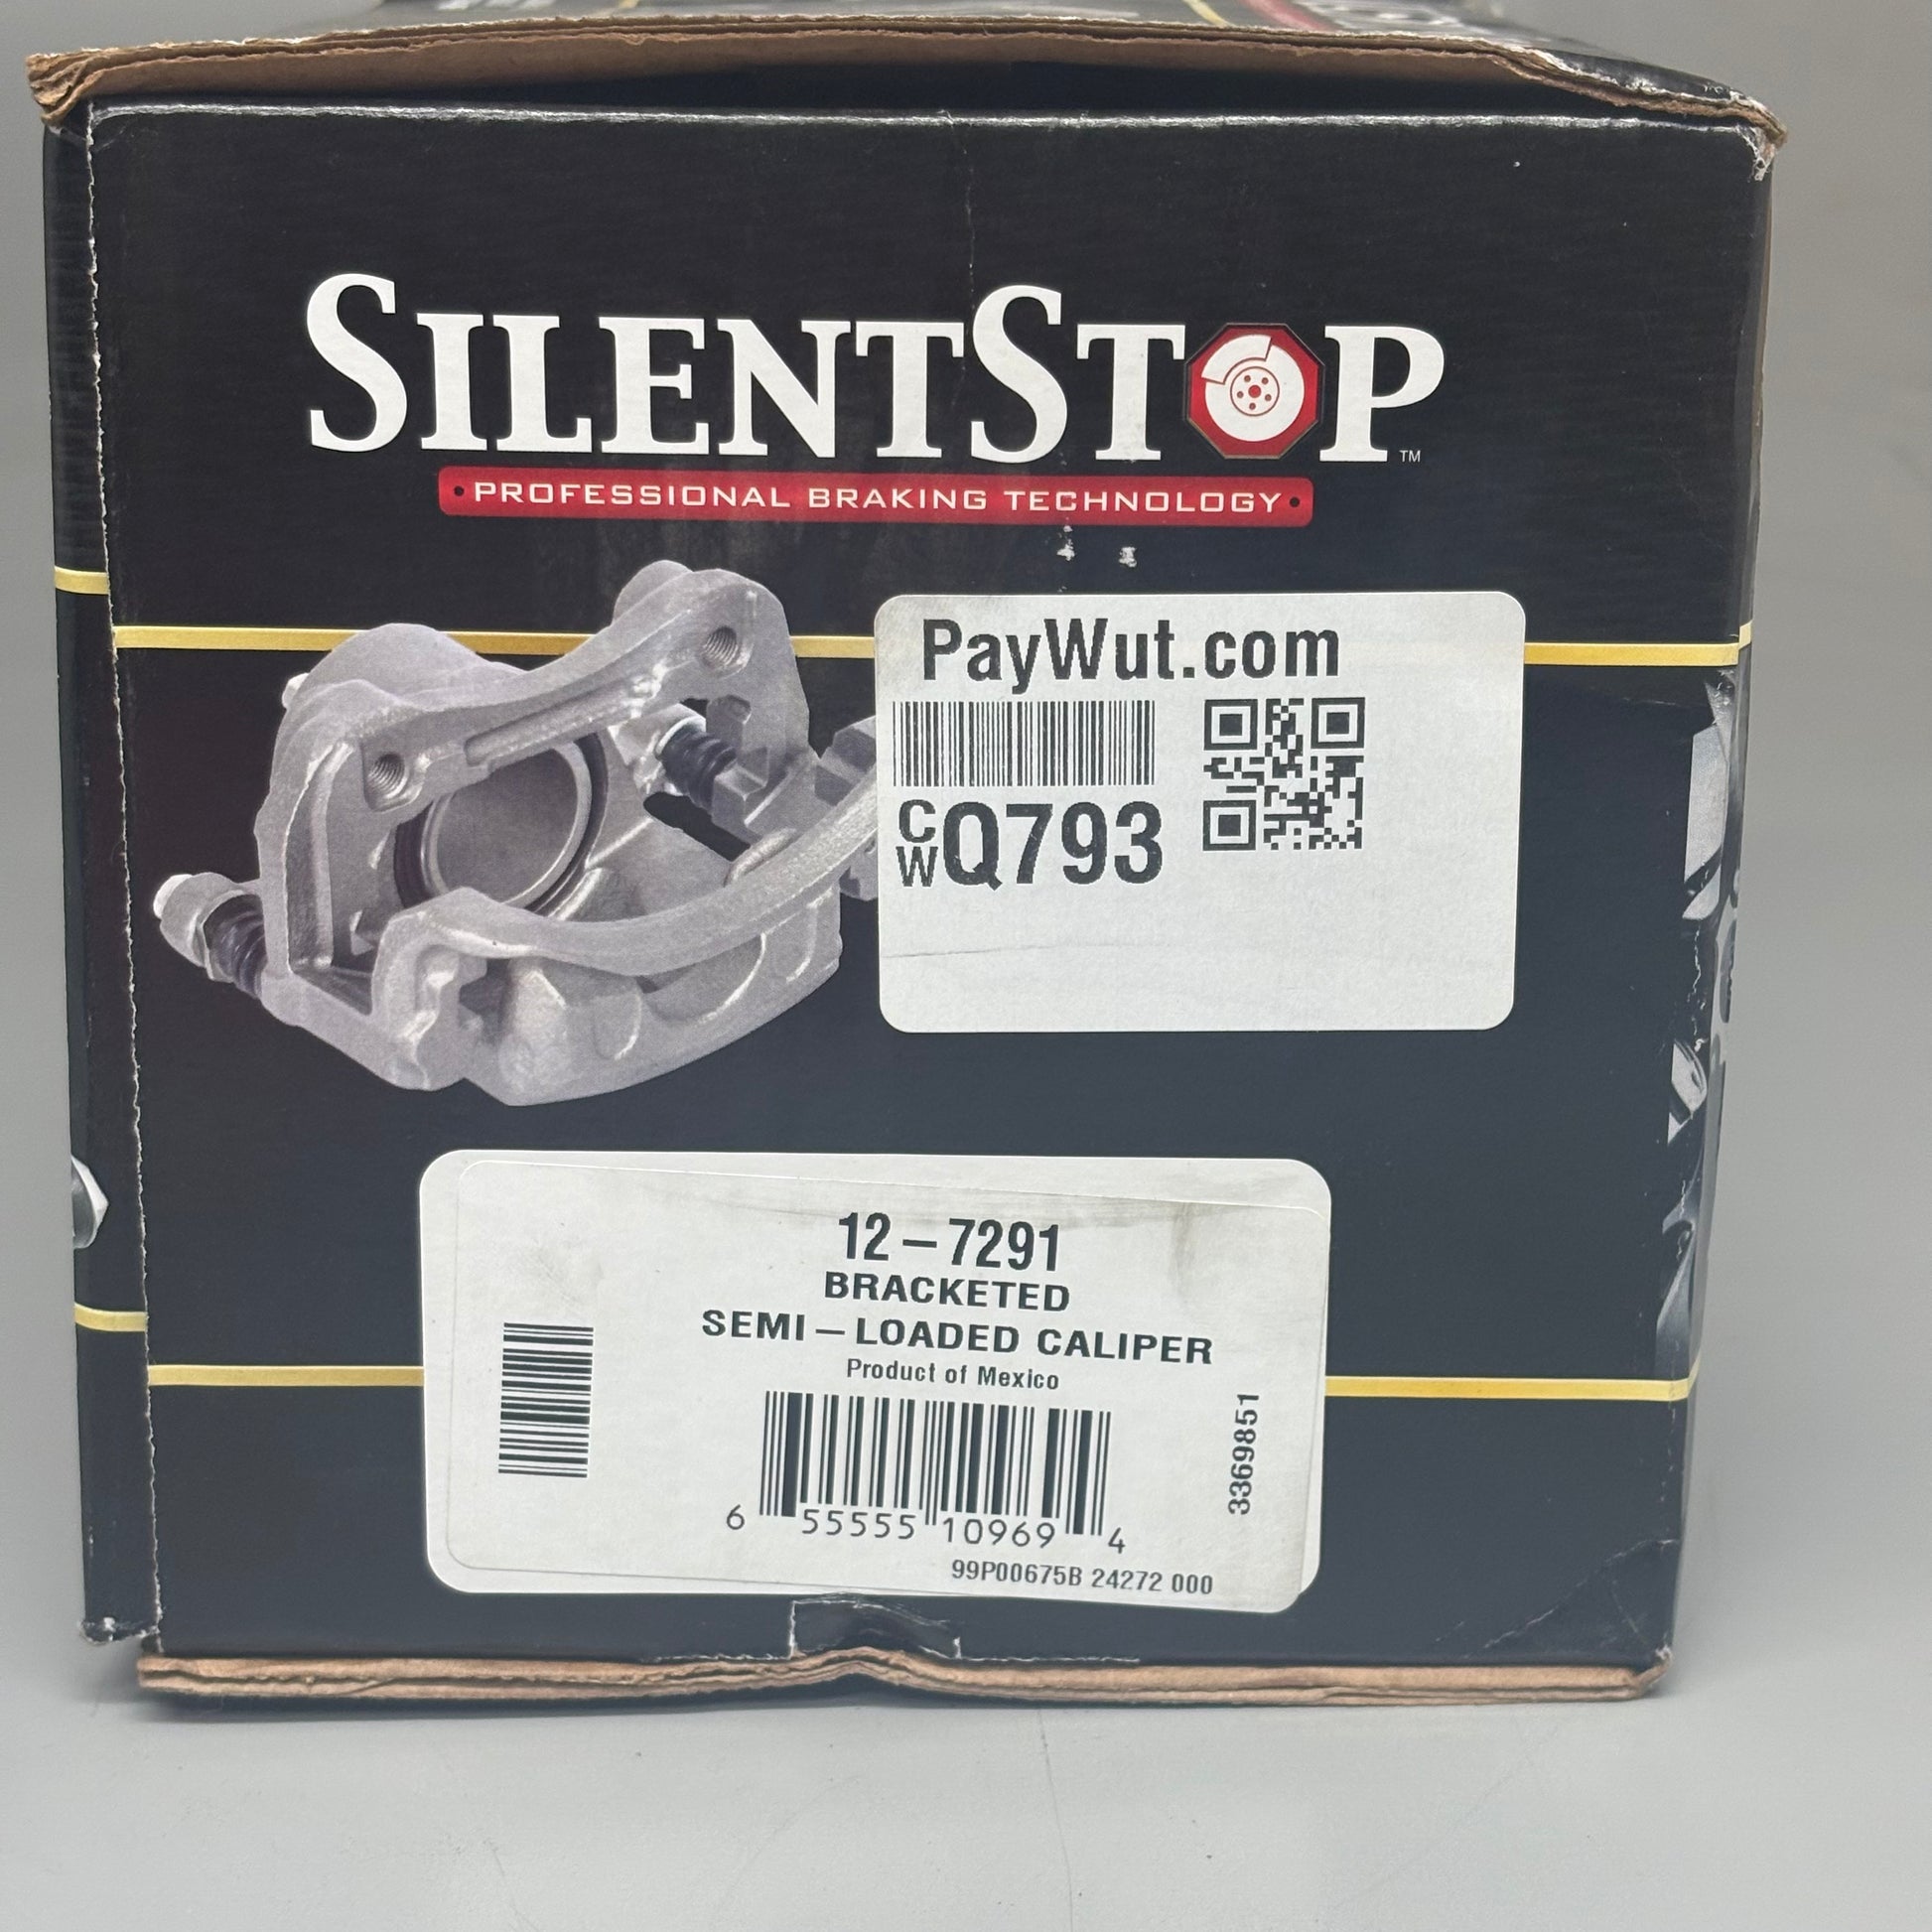 SILENTSTOP™
• PROFESSIONAL BRAKING TECHNOLOGY •
PayWut.com
CW Q793
12-7291
BRACKETED
SEMI-LOADED CALIPER
Product of Mexico
3369851
6 55555 10969 4
99P00675B 24272 000